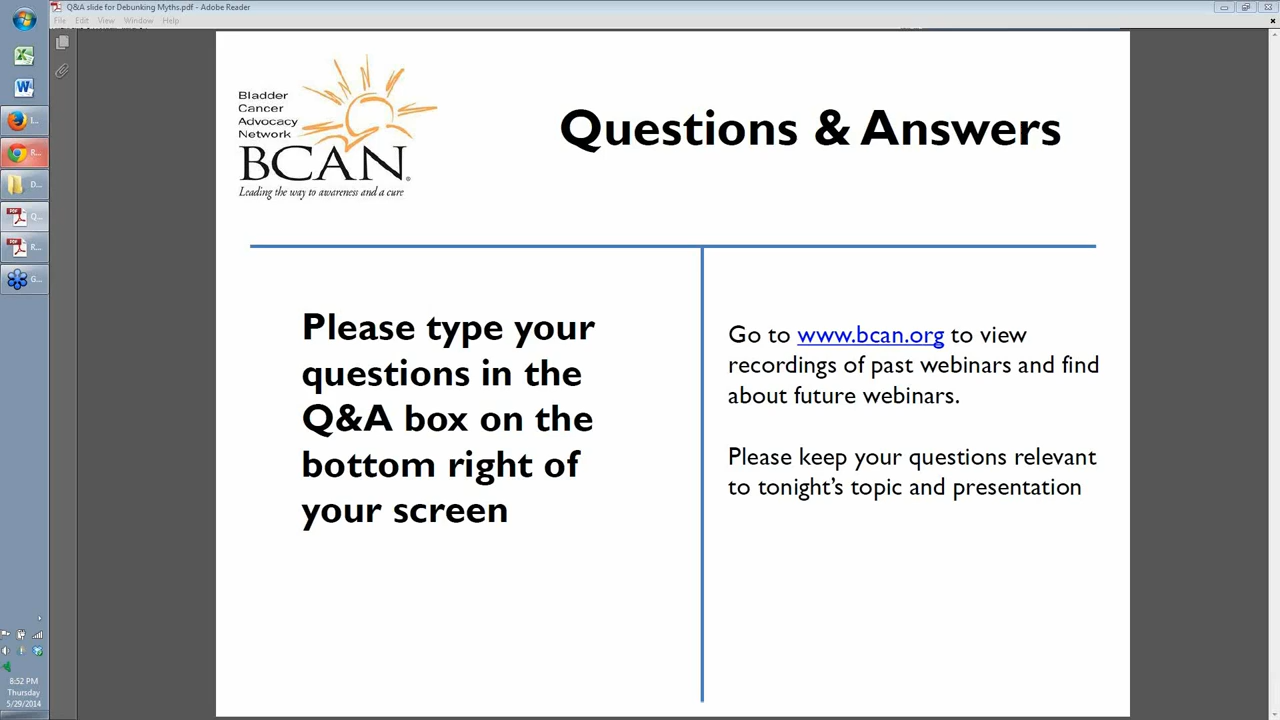 Q&A slide for Debunking Myths.pdf - Adobe Reader
File Edit View Window Help
Bladder
Cancer
Advocacy
Network
BCAN®
Leading the way to awareness and a cure
Questions & Answers
Please type your
questions in the
Q&A box on the
bottom right of
your screen
Go to www.bcan.org to view
recordings of past webinars and find
about future webinars.
Please keep your questions relevant
to tonight's topic and presentation
I...
R...
D...
Q...
R...
G...
8:52 PM
Thursday
5/29/2014